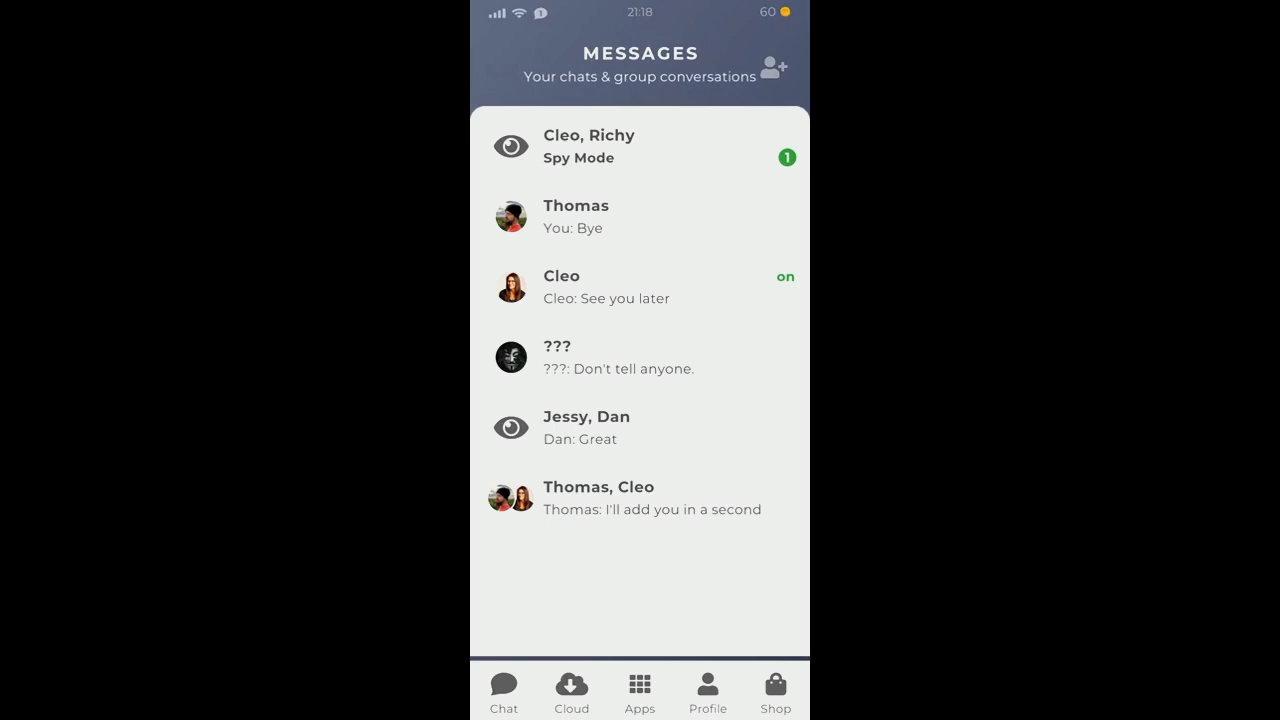 21:18
60
MESSAGES
Your chats & group conversations
Cleo, Richy
Spy Mode
1
Thomas
You: Bye
Cleo
on
Cleo: See you later
???
???: Don't tell anyone.
Jessy, Dan
Dan: Great
Thomas, Cleo
Thomas: I'll add you in a second
Chat
Cloud
Apps
Profile
Shop